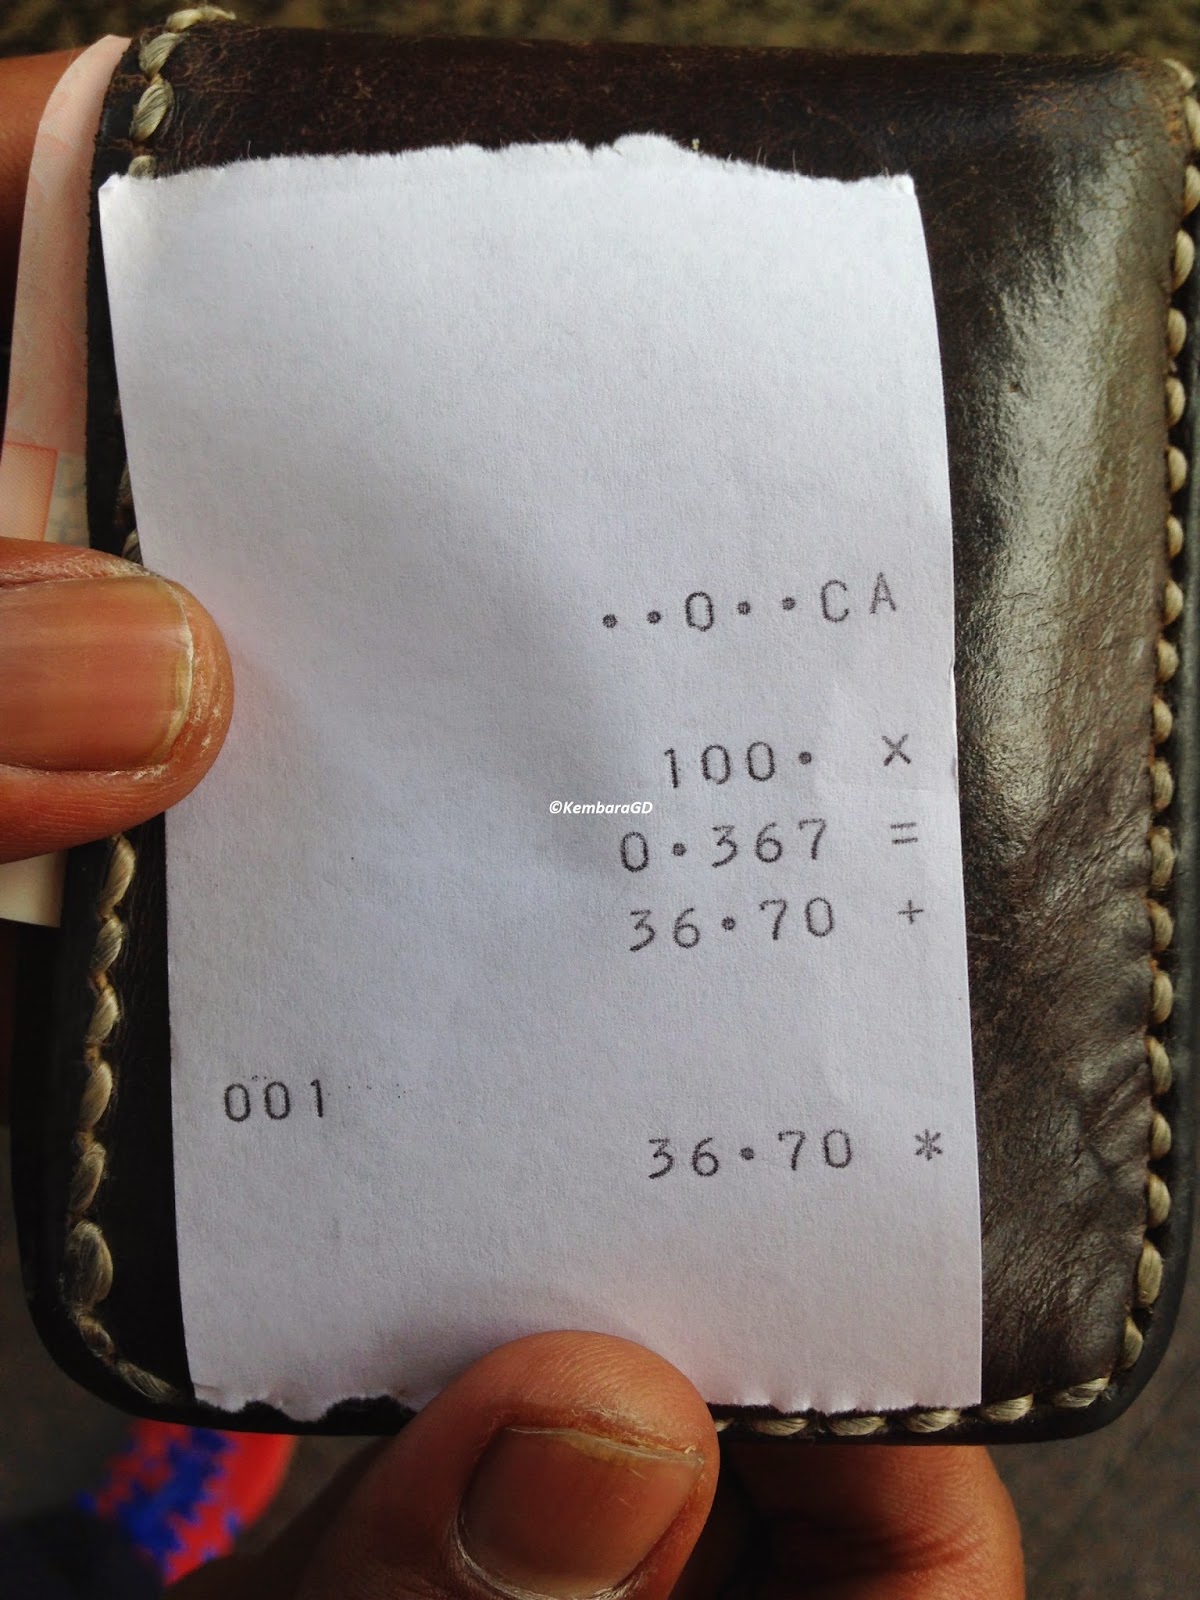 ··0··CA
100· X
©KembaraGD
0·367 =
36·70 +
001
36·70 *